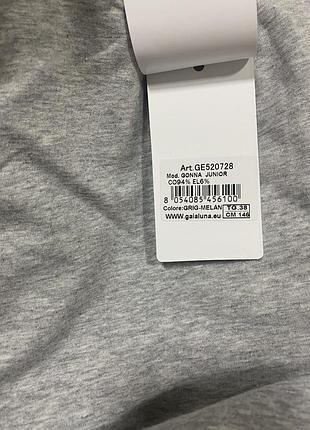 Art.GE520728
Mod. GONNA JUNIOR
CO94% EL6%
8 054085 456100
Colore:GRIG-MELAN TG.38
www.gaialuna.eu CM 146